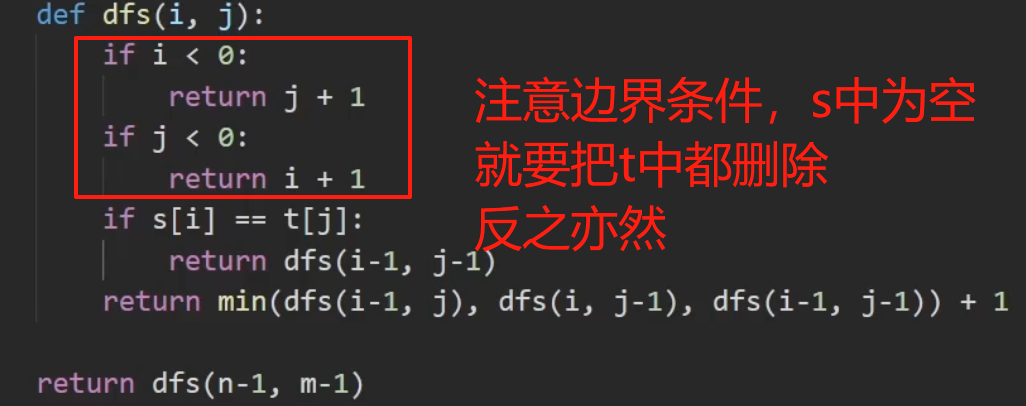 def dfs(i, j):
    if i < 0:
        return j + 1
    if j < 0:
        return i + 1
    if s[i] == t[j]:
        return dfs(i-1, j-1)
    return min(dfs(i-1, j), dfs(i, j-1), dfs(i-1, j-1)) + 1
return dfs(n-1, m-1)
注意边界条件，s中为空
就要把t中都删除
反之亦然